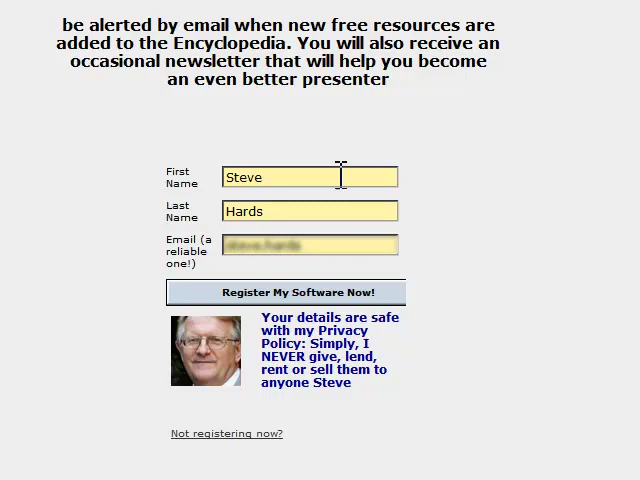 be alerted by email when new free resources are
added to the Encyclopedia. You will also receive an
occasional newsletter that will help you become
an even better presenter
First
Name
Steve
Last
Name
Hards
Email (a
reliable
one!)
Register My Software Now!
Your details are safe
with my Privacy
Policy: Simply, I
NEVER give, lend,
rent or sell them to
anyone Steve
Not registering now?